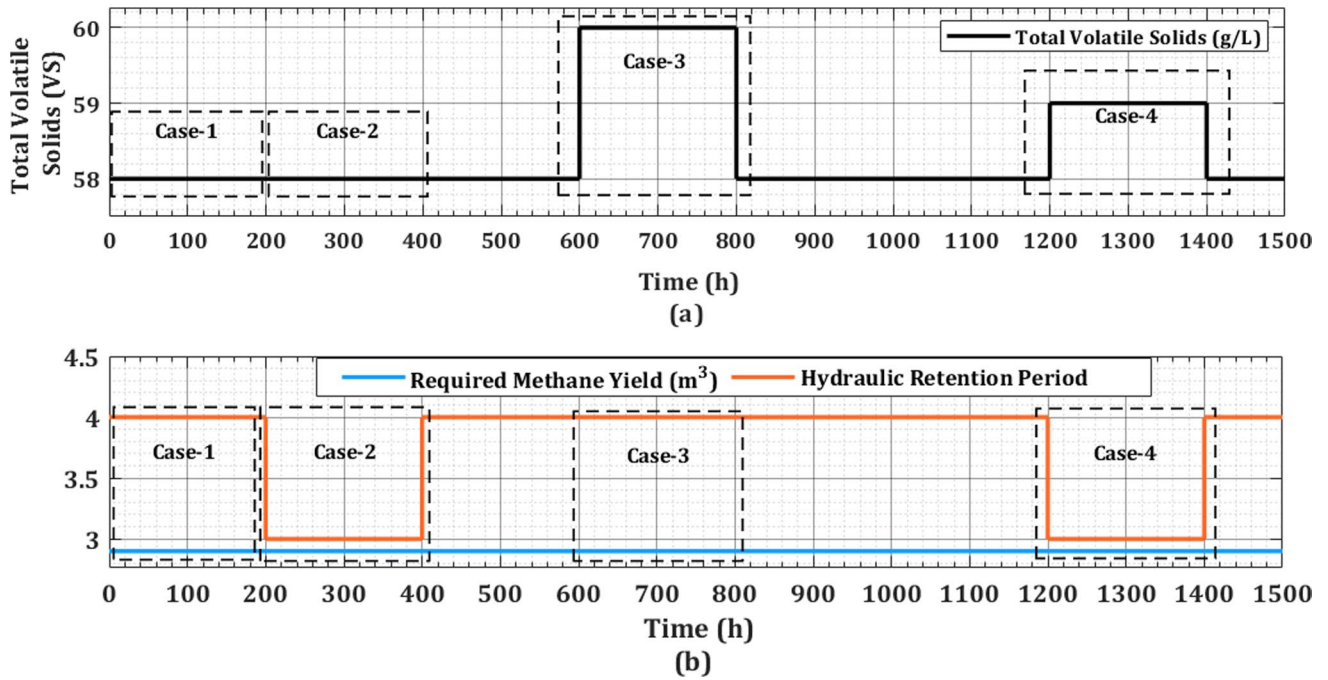 Total Volatile
Solids (VS)
60
59
58
Total Volatile Solids (g/L)
Case-1
Case-2
Case-3
Case-4
0 100 200 300 400 500 600 700 800 900 1000 1100 1200 1300 1400 1500
Time (h)
(a)
4.5
4
3.5
3
Required Methane Yield (m³) Hydraulic Retention Period
Case-1
Case-2
Case-3
Case-4
0 100 200 300 400 500 600 700 800 900 1000 1100 1200 1300 1400 1500
Time (h)
(b)